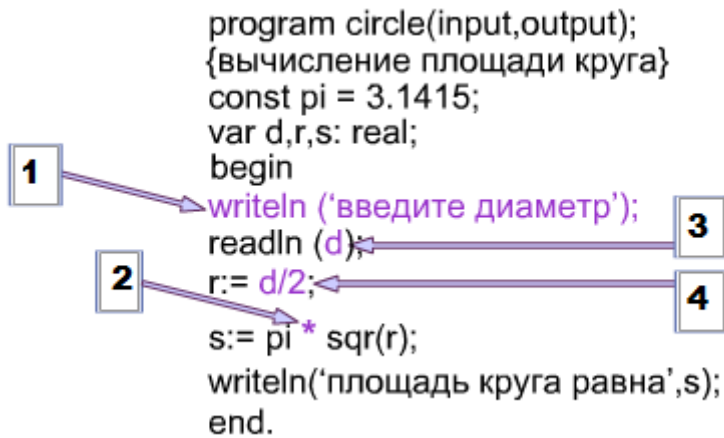 program circle(input,output);
{вычисление площади круга}
const pi = 3.1415;
var d,r,s: real;
begin
1
writeln (‘введите диаметр’);
3
readln (d);
2
r:= d/2;
4
s:= pi * sqr(r);
writeln(‘площадь круга равна’,s);
end.